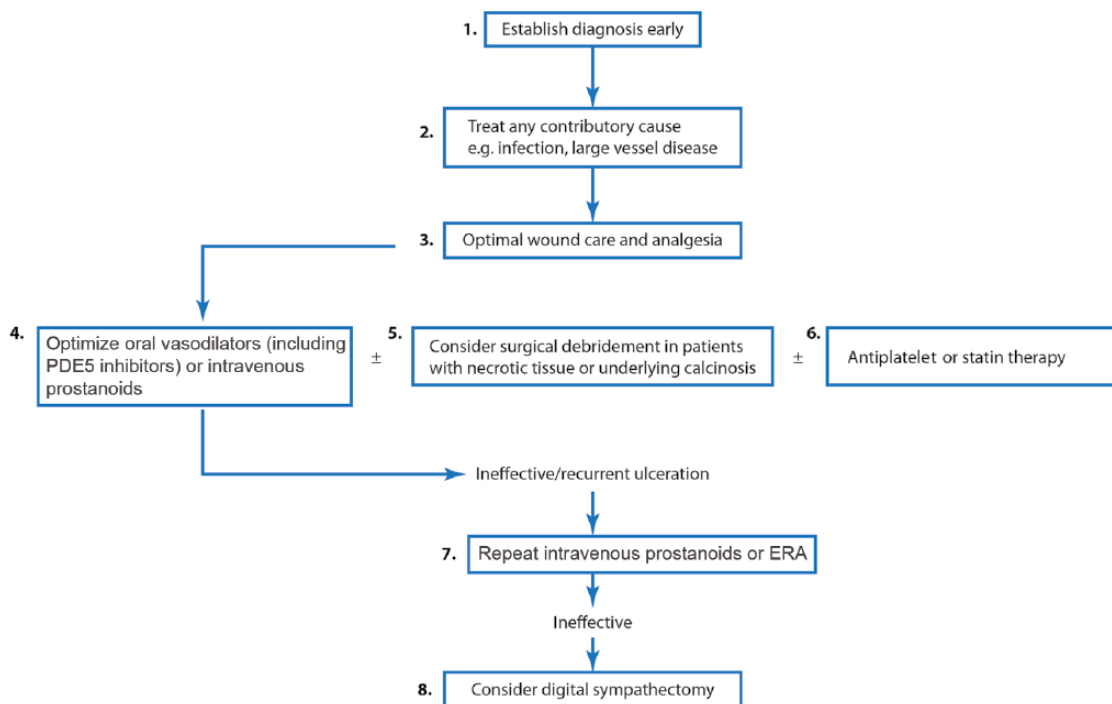 1. Establish diagnosis early
2. Treat any contributory cause
e.g. infection, large vessel disease
3. Optimal wound care and analgesia
4. Optimize oral vasodilators (including
PDE5 inhibitors) or intravenous
prostanoids
±
5. Consider surgical debridement in patients
with necrotic tissue or underlying calcinosis
±
6. Antiplatelet or statin therapy
Ineffective/recurrent ulceration
7. Repeat intravenous prostanoids or ERA
Ineffective
8. Consider digital sympathectomy